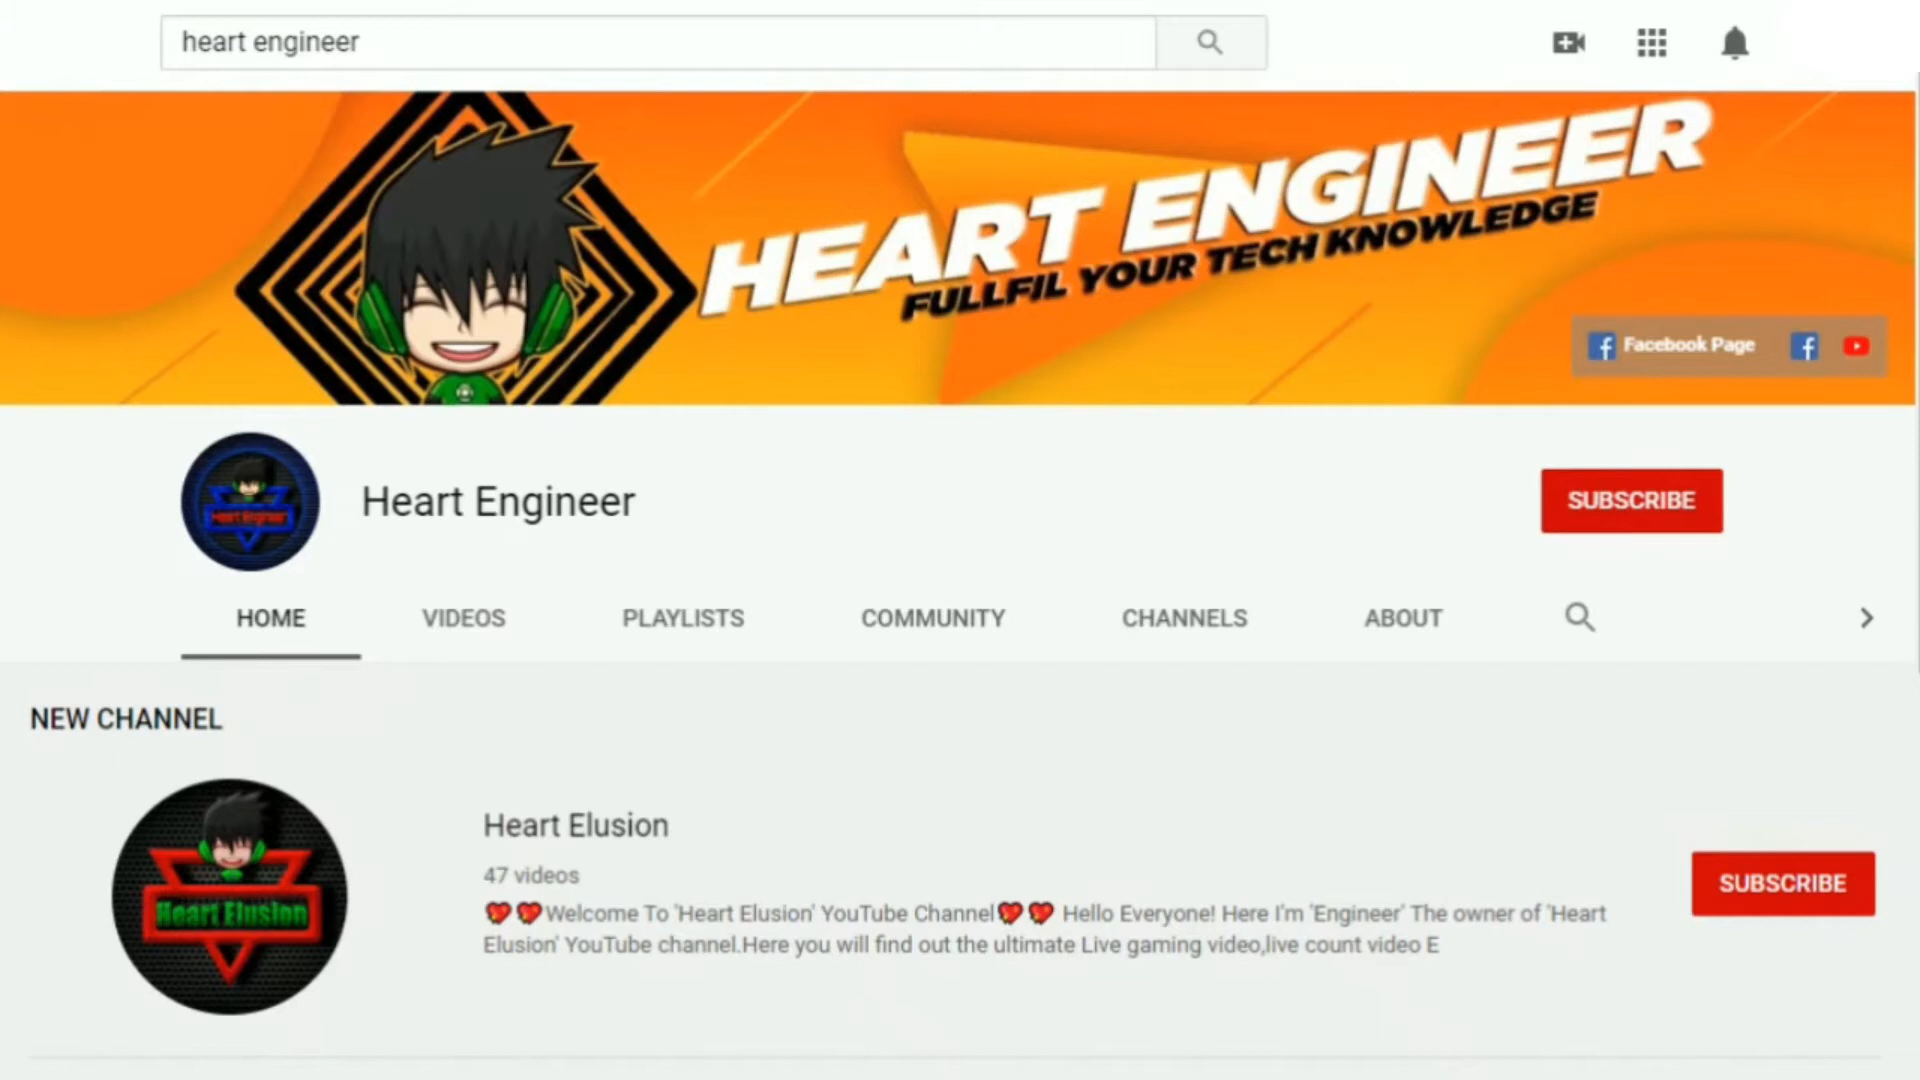 heart engineer
HEART ENGINEER
FULLFIL YOUR TECH KNOWLEDGE
Facebook Page
Heart Engineer
Heart Engineer
SUBSCRIBE
HOME VIDEOS PLAYLISTS COMMUNITY CHANNELS ABOUT
NEW CHANNEL
Heart Elusion
Heart Elusion
47 videos
💖💖Welcome To 'Heart Elusion' YouTube Channel💖💖 Hello Everyone! Here I'm 'Engineer' The owner of 'Heart
Elusion' YouTube channel.Here you will find out the ultimate Live gaming video,live count video E
SUBSCRIBE